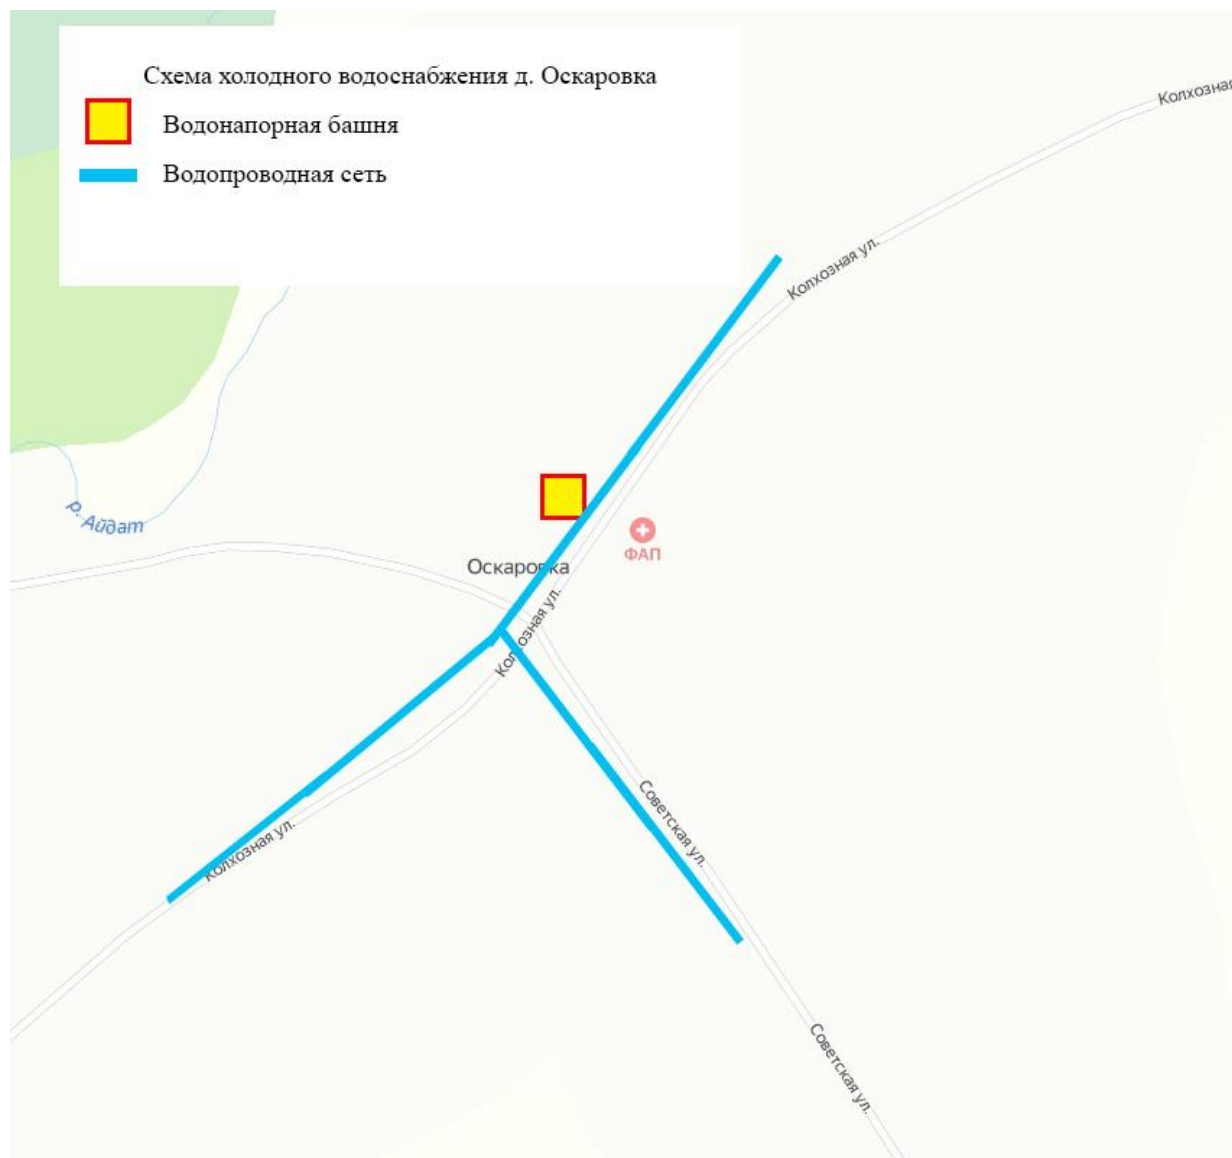 Схема холодного водоснабжения д. Оскаровка
Водонапорная башня
Водопроводная сеть
Колхозная
Колхозная ул.
р. Айдат
ФАП
Оскаровка
Колхозная ул.
Советская ул.
Колхозная ул.
Советская ул.